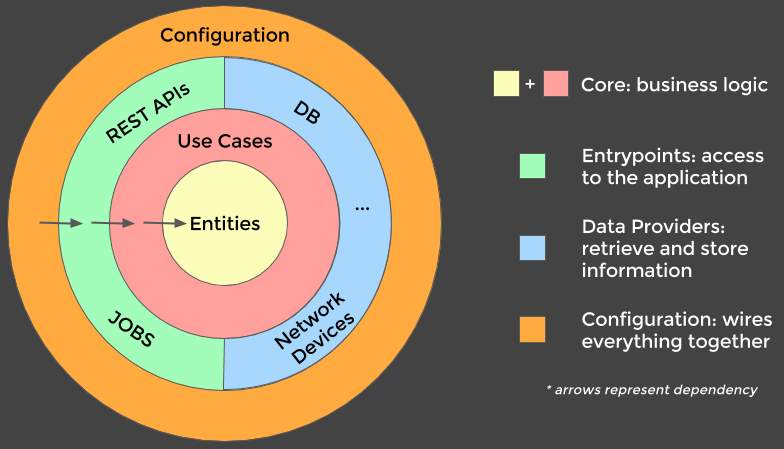 Configuration
REST APIs
DB
Use Cases
...
Entities
JOBS
Network
Devices
+
Core: business logic
Entrypoints: access
to the application
Data Providers:
retrieve and store
information
Configuration: wires
everything together
* arrows represent dependency